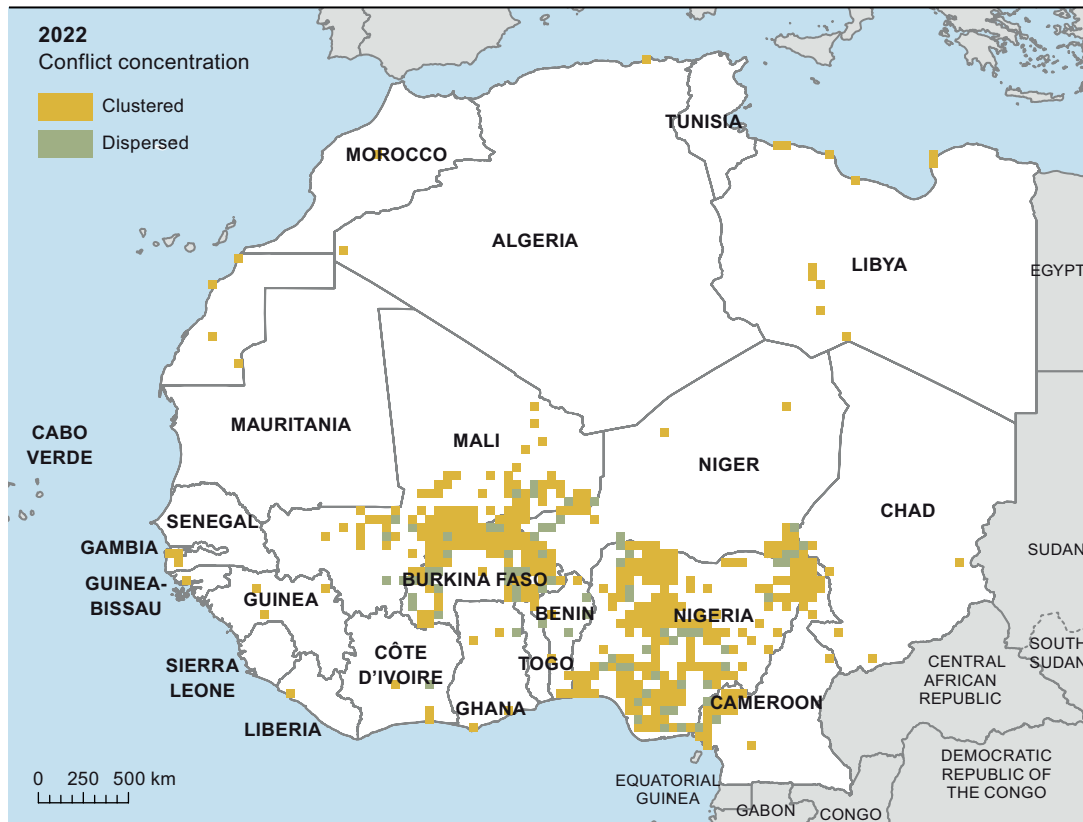 2022
Conflict concentration
Clustered
Dispersed
TUNISIA
MOROCCO
ALGERIA
LIBYA
EGYPT
MAURITANIA
CABO
VERDE
MALI
NIGER
CHAD
SENEGAL
SUDAN
GAMBIA
GUINEA-
BISSAU
GUINEA
BURKINA FASO
BENIN
NIGERIA
SIERRA
LEONE
CÔTE
D'IVOIRE
TOGO
SOUTH
SUDAN
CENTRAL
AFRICAN
REPUBLIC
LIBERIA
GHANA
CAMEROON
0 250 500 km
EQUATORIAL
GUINEA
GABON
CONGO
DEMOCRATIC
REPUBLIC OF
THE CONGO